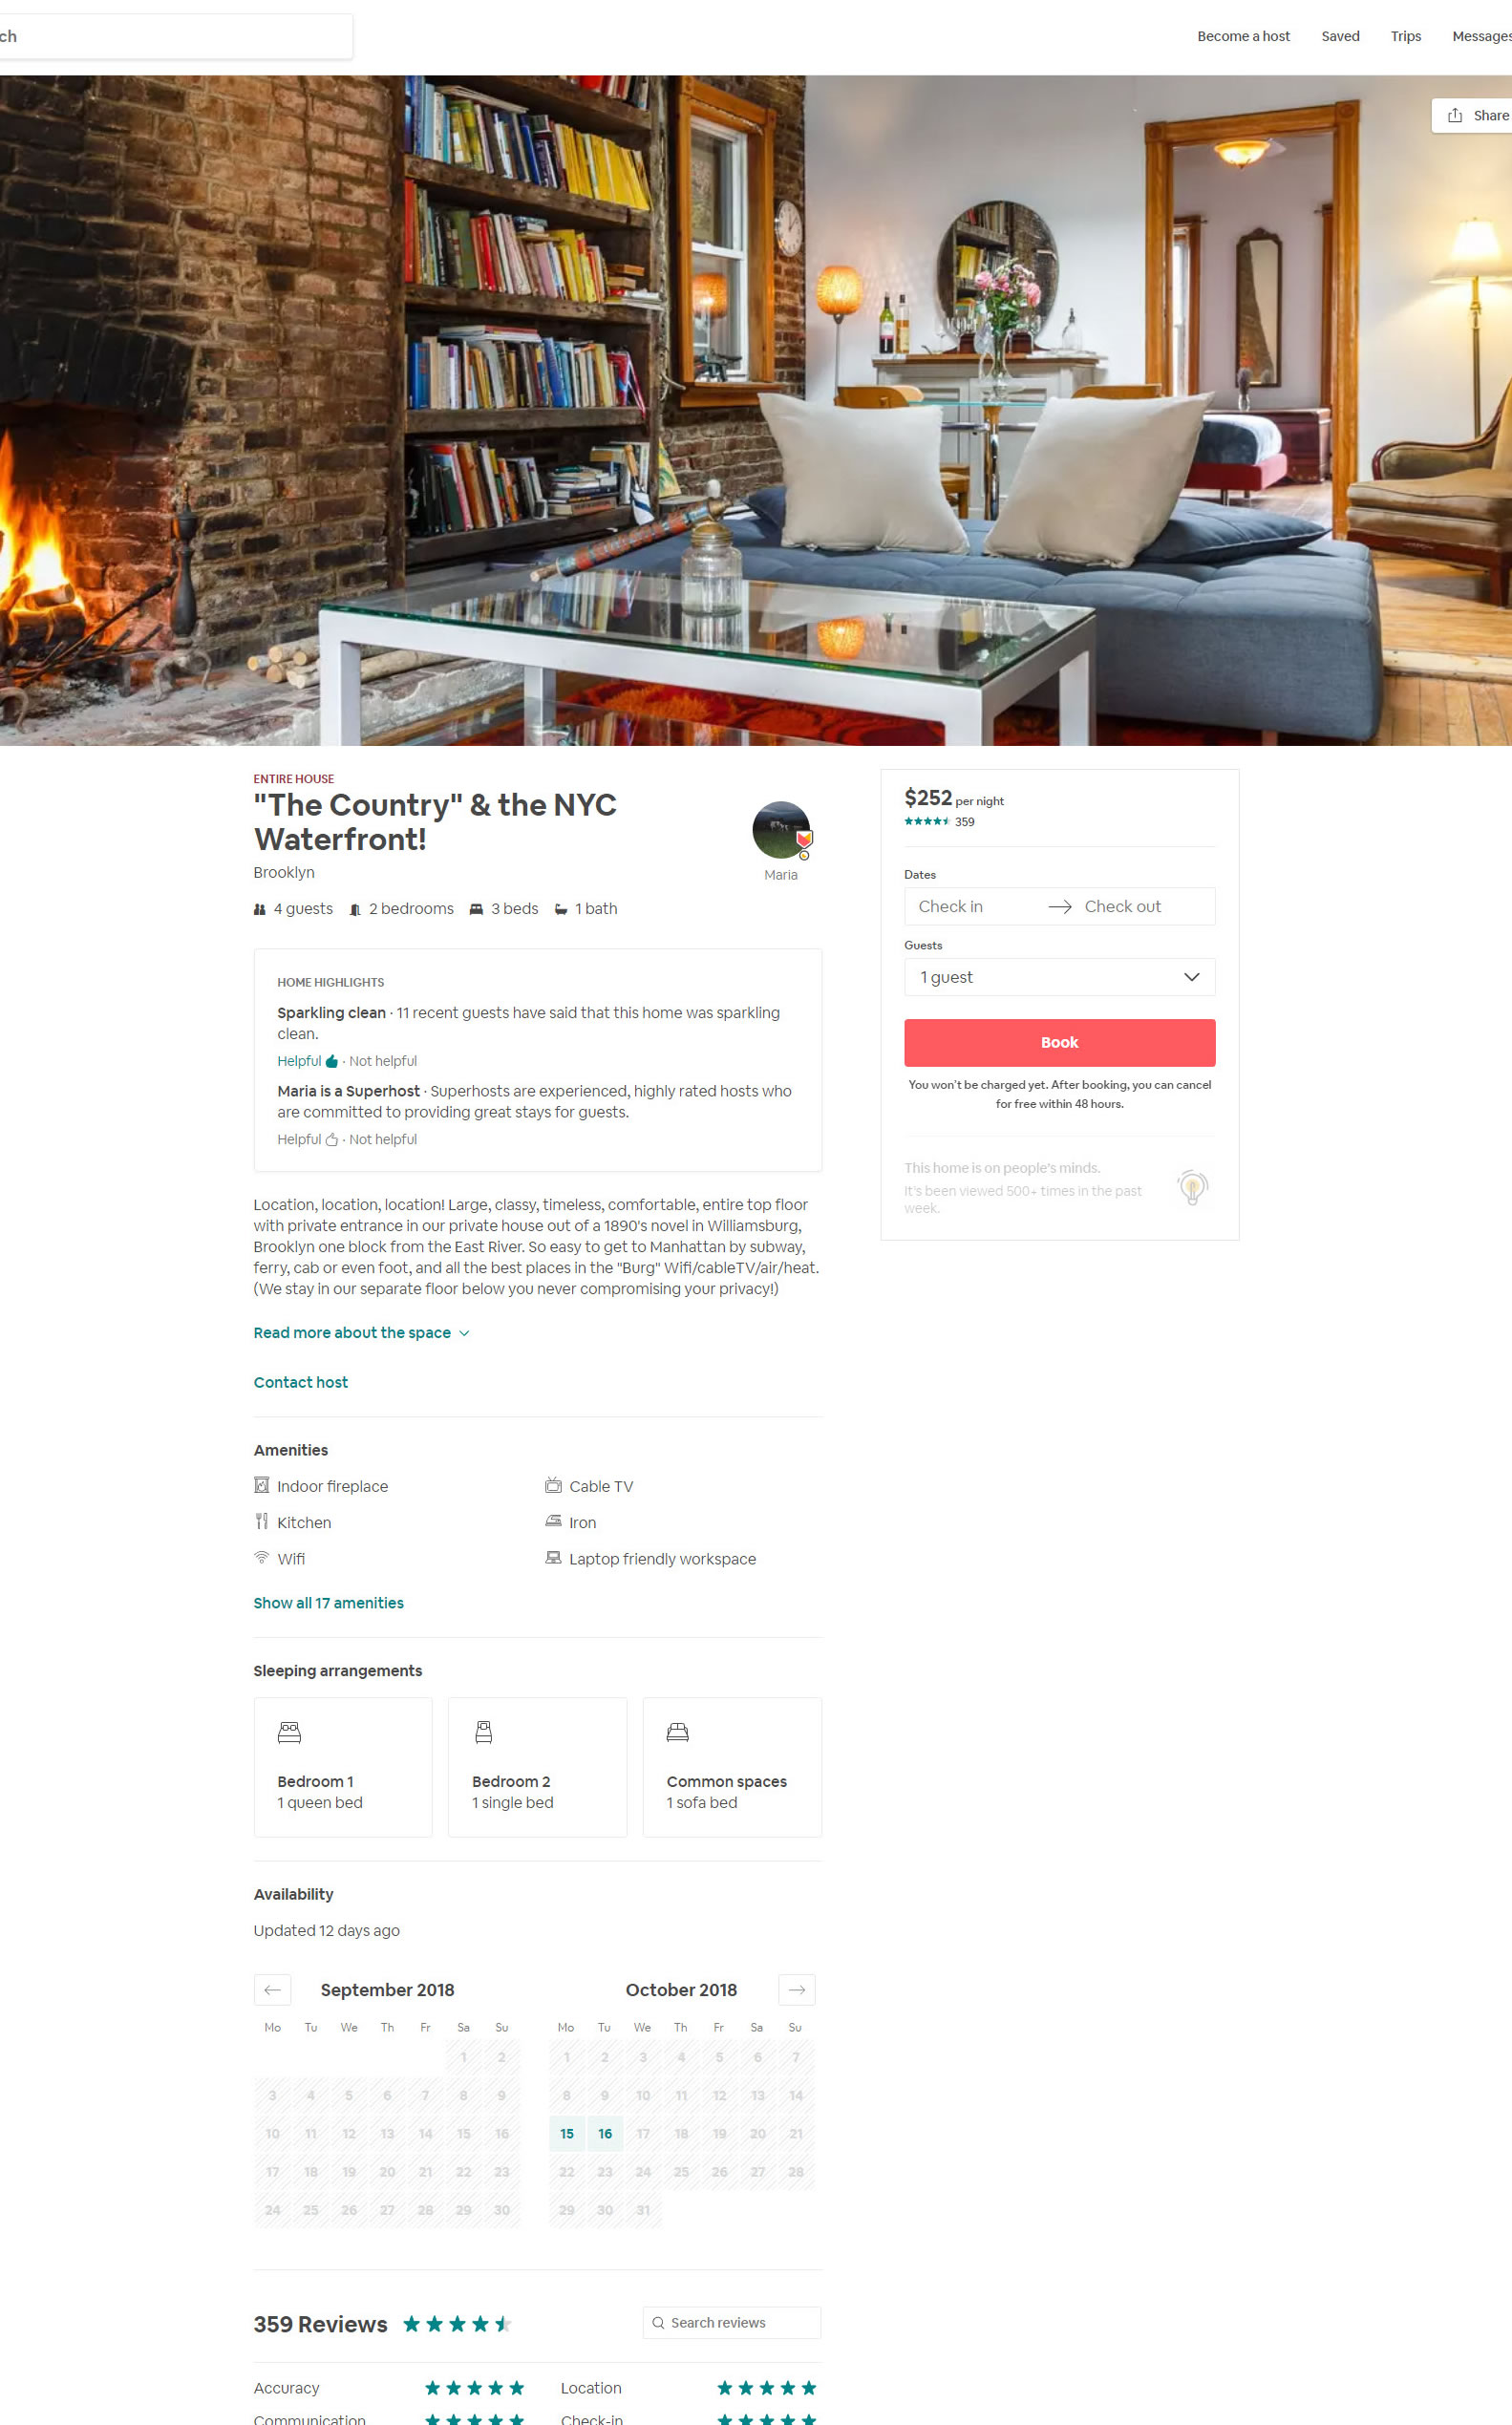 ch
Become a host
Saved
Trips
Messages
Share
ENTIRE HOUSE
"The Country" & the NYC
Waterfront!
Maria
Brooklyn
4 guests 2 bedrooms 3 beds 1 bath
HOME HIGHLIGHTS
Sparkling clean · 11 recent guests have said that this home was sparkling
clean.
Helpful · Not helpful
Maria is a Superhost · Superhosts are experienced, highly rated hosts who
are committed to providing great stays for guests.
Helpful · Not helpful
Location, location, location! Large, classy, timeless, comfortable, entire top floor
with private entrance in our private house out of a 1890's novel in Williamsburg,
Brooklyn one block from the East River. So easy to get to Manhattan by subway,
ferry, cab or even foot, and all the best places in the "Burg" Wifi/cableTV/air/heat.
(We stay in our separate floor below you never compromising your privacy!)
Read more about the space
Contact host
$252 per night
359
Dates
Check in Check out
Guests
1 guest
Book
You won't be charged yet. After booking, you can cancel
for free within 48 hours.
This home is on people's minds.
It's been viewed 500+ times in the past
week.
Amenities
Indoor fireplace Cable TV
Kitchen Iron
Wifi Laptop friendly workspace
Show all 17 amenities
Sleeping arrangements
Bedroom 1
1 queen bed
Bedroom 2
1 single bed
Common spaces
1 sofa bed
Availability
Updated 12 days ago
September 2018
Mo Tu We Th Fr Sa Su
1 2
3 4 5 6 7 8 9
10 11 12 13 14 15 16
17 18 19 20 21 22 23
24 25 26 27 28 29 30
October 2018
Mo Tu We Th Fr Sa Su
1 2 3 4 5 6 7
8 9 10 11 12 13 14
15 16 17 18 19 20 21
22 23 24 25 26 27 28
29 30 31
359 Reviews
Search reviews
Accuracy Location
Communication Check-in